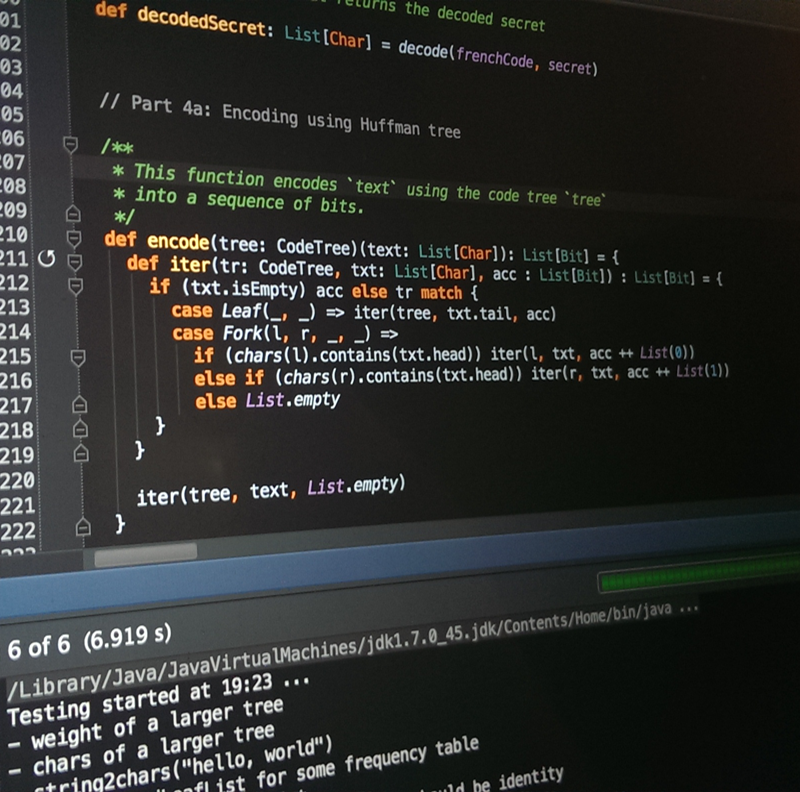 returns the decoded secret
01 def decodedSecret: List[Char] = decode(frenchCode, secret)
02
03
04
05 // Part 4a: Encoding using Huffman tree
206
207 /**
208 * This function encodes `text` using the code tree `tree`
209 * into a sequence of bits.
210 */
211 def encode(tree: CodeTree)(text: List[Char]): List[Bit] = {
212 def iter(tr: CodeTree, txt: List[Char], acc : List[Bit]) : List[Bit] = {
213 if (txt.isEmpty) acc else tr match {
214 case Leaf(_, _) => iter(tree, txt.tail, acc)
case Fork(l, r, _, _) =>
215 if (chars(l).contains(txt.head)) iter(l, txt, acc ++ List(0))
216 else if (chars(r).contains(txt.head)) iter(r, txt, acc ++ List(1))
217 else List.empty
218 }
219 }
220
221 iter(tree, text, List.empty)
222 }
6 of 6 (6.919 s)
/Library/Java/JavaVirtualMachines/jdk1.7.0_45.jdk/Contents/Home/bin/java ...
Testing started at 19:23 ...
- weight of a larger tree
- chars of a larger tree
string2chars("hello, world")
List for some frequency table
be identity